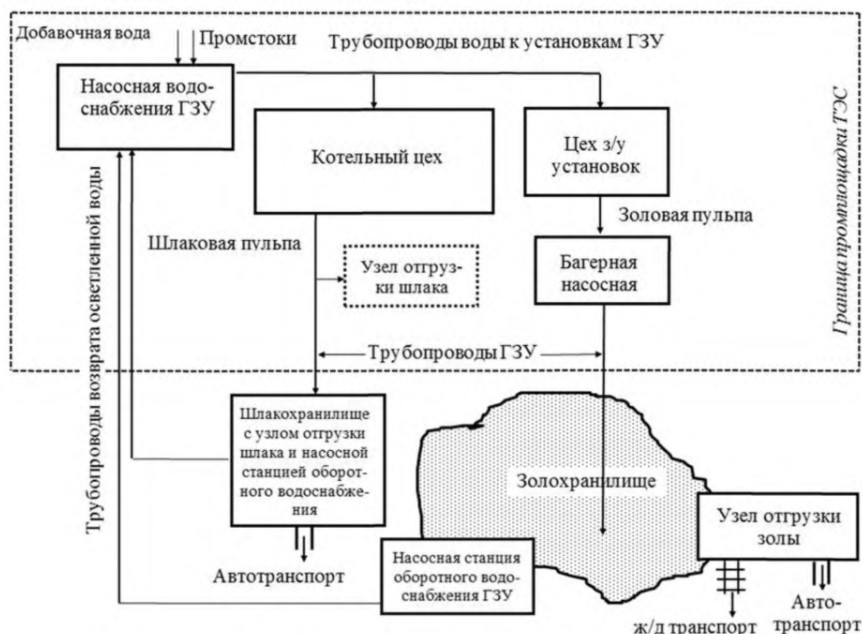 Добавочная вода
Промстоки
Трубопроводы воды к установкам ГЗУ
Насосная водо-
снабжения ГЗУ
Котельный цех
Цех з/у
установок
Граница промплощадки ТЭС
Шлаковая пульпа
Золовая пульпа
Узел отгруз-
ки шлака
Багерная
насосная
Трубопроводы ГЗУ
Трубопроводы возврата осветленной воды
Шлакохранилище
с узлом отгрузки
шлака и насосной
станцией оборот-
ного водоснабже-
ния
Золохранилище
Узел отгрузки
золы
Автотранспорт
Насосная станция
оборотного водо-
снабжения ГЗУ
ж/д транспорт
Авто-
транспорт